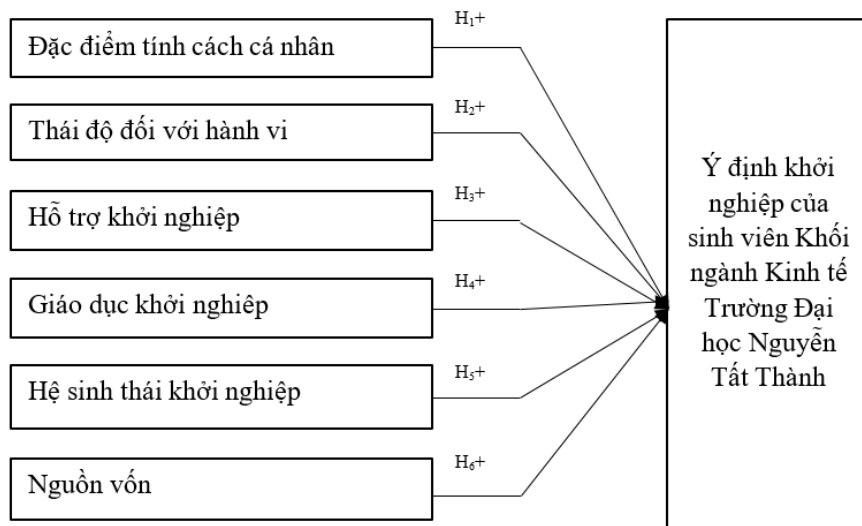 H₁+
Đặc điểm tính cách cá nhân
H₂+
Thái độ đối với hành vi
H₃+
Hỗ trợ khởi nghiệp
H₄+
Giáo dục khởi nghiêp
H₅+
Hệ sinh thái khởi nghiệp
H₆+
Nguồn vốn
Ý định khởi
nghiệp của
sinh viên Khối
ngành Kinh tế
Trường Đại
học Nguyễn
Tất Thành